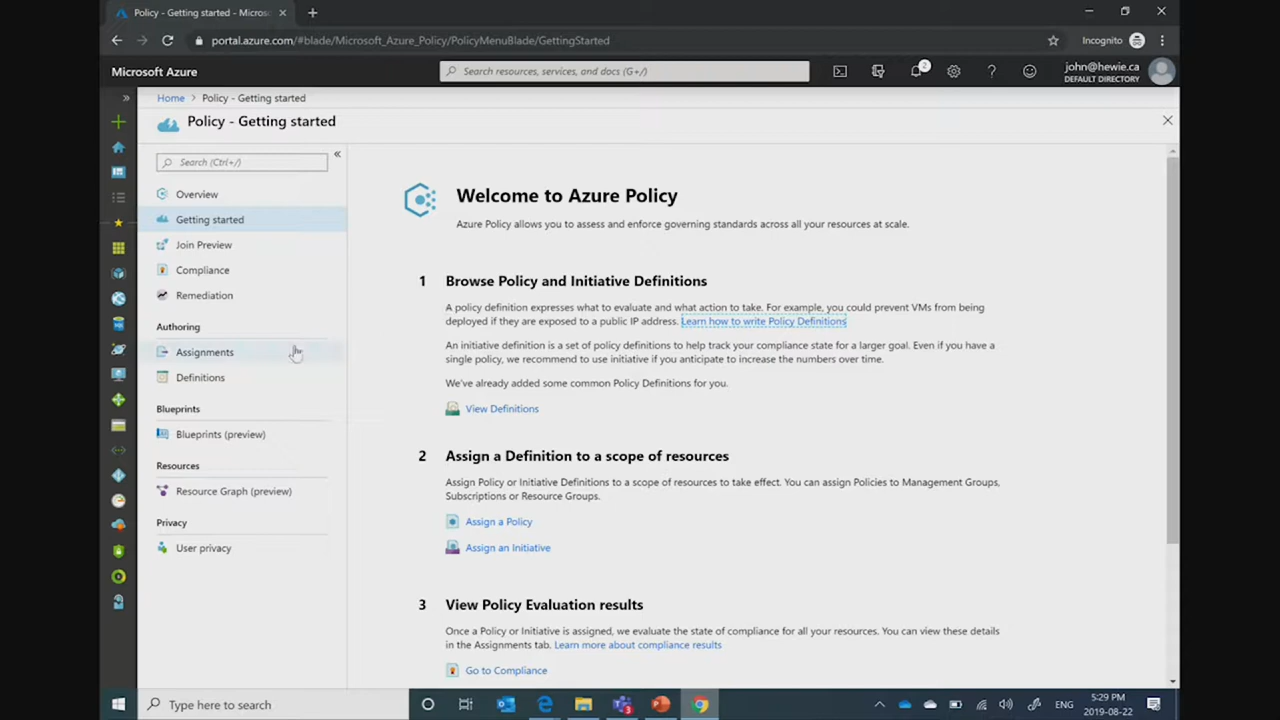 Policy - Getting started - Micros
portal.azure.com/#blade/Microsoft_Azure_Policy/PolicyMenuBlade/GettingStarted
Incognito
Microsoft Azure
Search resources, services, and docs (G+/)
2
john@hewie.ca
DEFAULT DIRECTORY
Home > Policy - Getting started
Policy - Getting started
Search (Ctrl+/)
Overview
Getting started
Join Preview
Compliance
Remediation
Authoring
Assignments
Definitions
Blueprints
Blueprints (preview)
Resources
Resource Graph (preview)
Privacy
User privacy
Welcome to Azure Policy
Azure Policy allows you to assess and enforce governing standards across all your resources at scale.
1 Browse Policy and Initiative Definitions
A policy definition expresses what to evaluate and what action to take. For example, you could prevent VMs from being
deployed if they are exposed to a public IP address. Learn how to write Policy Definitions
An initiative definition is a set of policy definitions to help track your compliance state for a larger goal. Even if you have a
single policy, we recommend to use initiative if you anticipate to increase the numbers over time.
We've already added some common Policy Definitions for you.
View Definitions
2 Assign a Definition to a scope of resources
Assign Policy or Initiative Definitions to a scope of resources to take effect. You can assign Policies to Management Groups,
Subscriptions or Resource Groups.
Assign a Policy
Assign an Initiative
3 View Policy Evaluation results
Once a Policy or Initiative is assigned, we evaluate the state of compliance for all your resources. You can view these details
in the Assignments tab. Learn more about compliance results
Go to Compliance
Type here to search
3
ENG
5:29 PM
2019-08-22